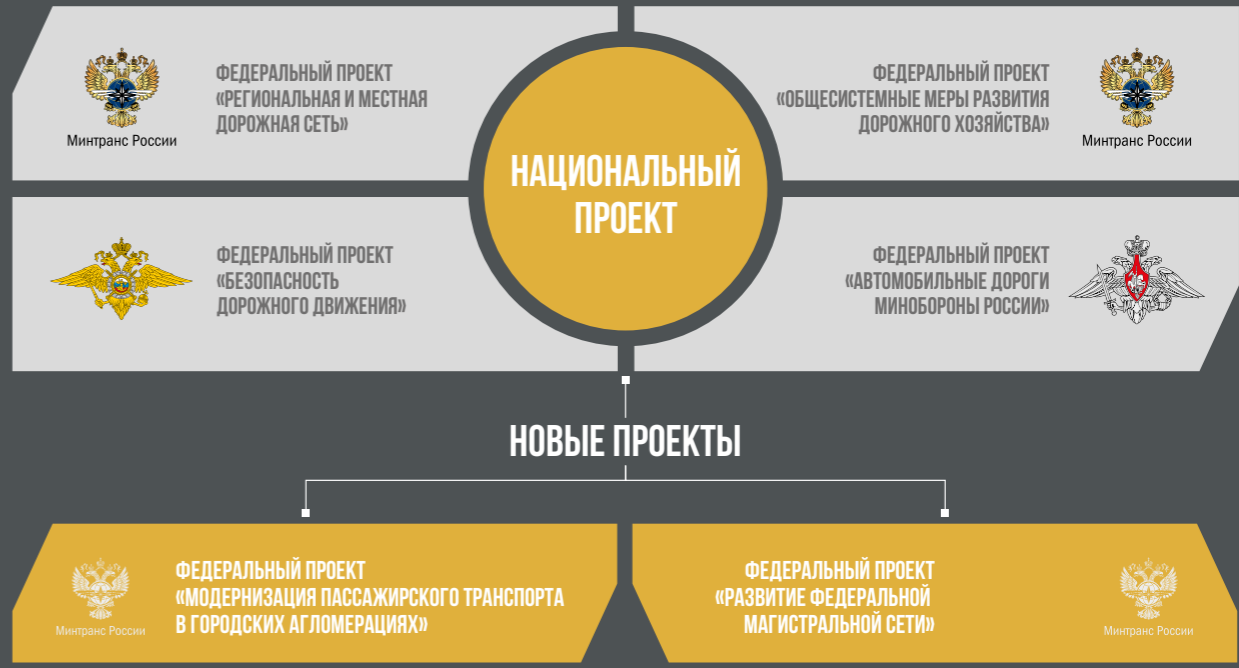 ФЕДЕРАЛЬНЫЙ ПРОЕКТ
«РЕГИОНАЛЬНАЯ И МЕСТНАЯ
ДОРОЖНАЯ СЕТЬ»
Минтранс России
НАЦИОНАЛЬНЫЙ
ПРОЕКТ
ФЕДЕРАЛЬНЫЙ ПРОЕКТ
«ОБЩЕСИСТЕМНЫЕ МЕРЫ РАЗВИТИЯ
ДОРОЖНОГО ХОЗЯЙСТВА»
Минтранс России
ФЕДЕРАЛЬНЫЙ ПРОЕКТ
«БЕЗОПАСНОСТЬ
ДОРОЖНОГО ДВИЖЕНИЯ»
ФЕДЕРАЛЬНЫЙ ПРОЕКТ
«АВТОМОБИЛЬНЫЕ ДОРОГИ
МИНОБОРОНЫ РОССИИ»
НОВЫЕ ПРОЕКТЫ
ФЕДЕРАЛЬНЫЙ ПРОЕКТ
«МОДЕРНИЗАЦИЯ ПАССАЖИРСКОГО ТРАНСПОРТА
В ГОРОДСКИХ АГЛОМЕРАЦИЯХ»
Минтранс России
ФЕДЕРАЛЬНЫЙ ПРОЕКТ
«РАЗВИТИЕ ФЕДЕРАЛЬНОЙ
МАГИСТРАЛЬНОЙ СЕТИ»
Минтранс России